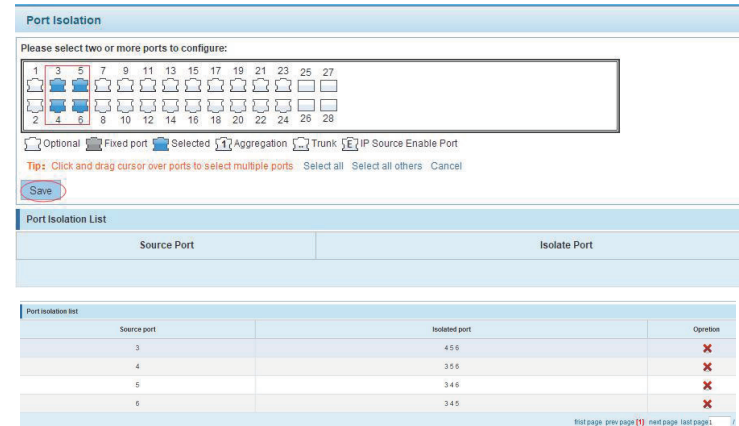 Port Isolation
Please select two or more ports to configure:
1 3 5 7 9 11 13 15 17 19 21 23 25 27
2 4 6 8 10 12 14 16 18 20 22 24 26 28
Optional Fixed port Selected 1 Aggregation ... Trunk E IP Source Enable Port
Tip: Click and drag cursor over ports to select multiple ports Select all Select all others Cancel
Save
Port Isolation List
Source Port Isolate Port
Port isolation list
Source port Isolated port Opretion
3 4 5 6
4 3 5 6
5 3 4 6
6 3 4 5
frist page prev page [1] next page last page 1 /